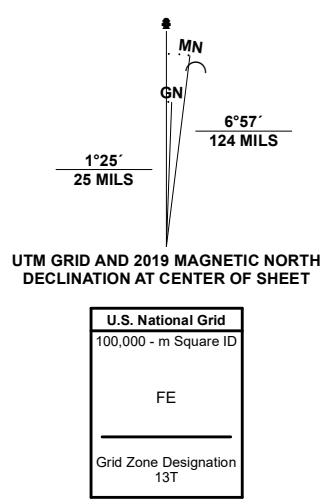 MN
GN
6°57´
124 MILS
1°25´
25 MILS
UTM GRID AND 2019 MAGNETIC NORTH
DECLINATION AT CENTER OF SHEET
U.S. National Grid
100,000 - m Square ID
FE
Grid Zone Designation
13T